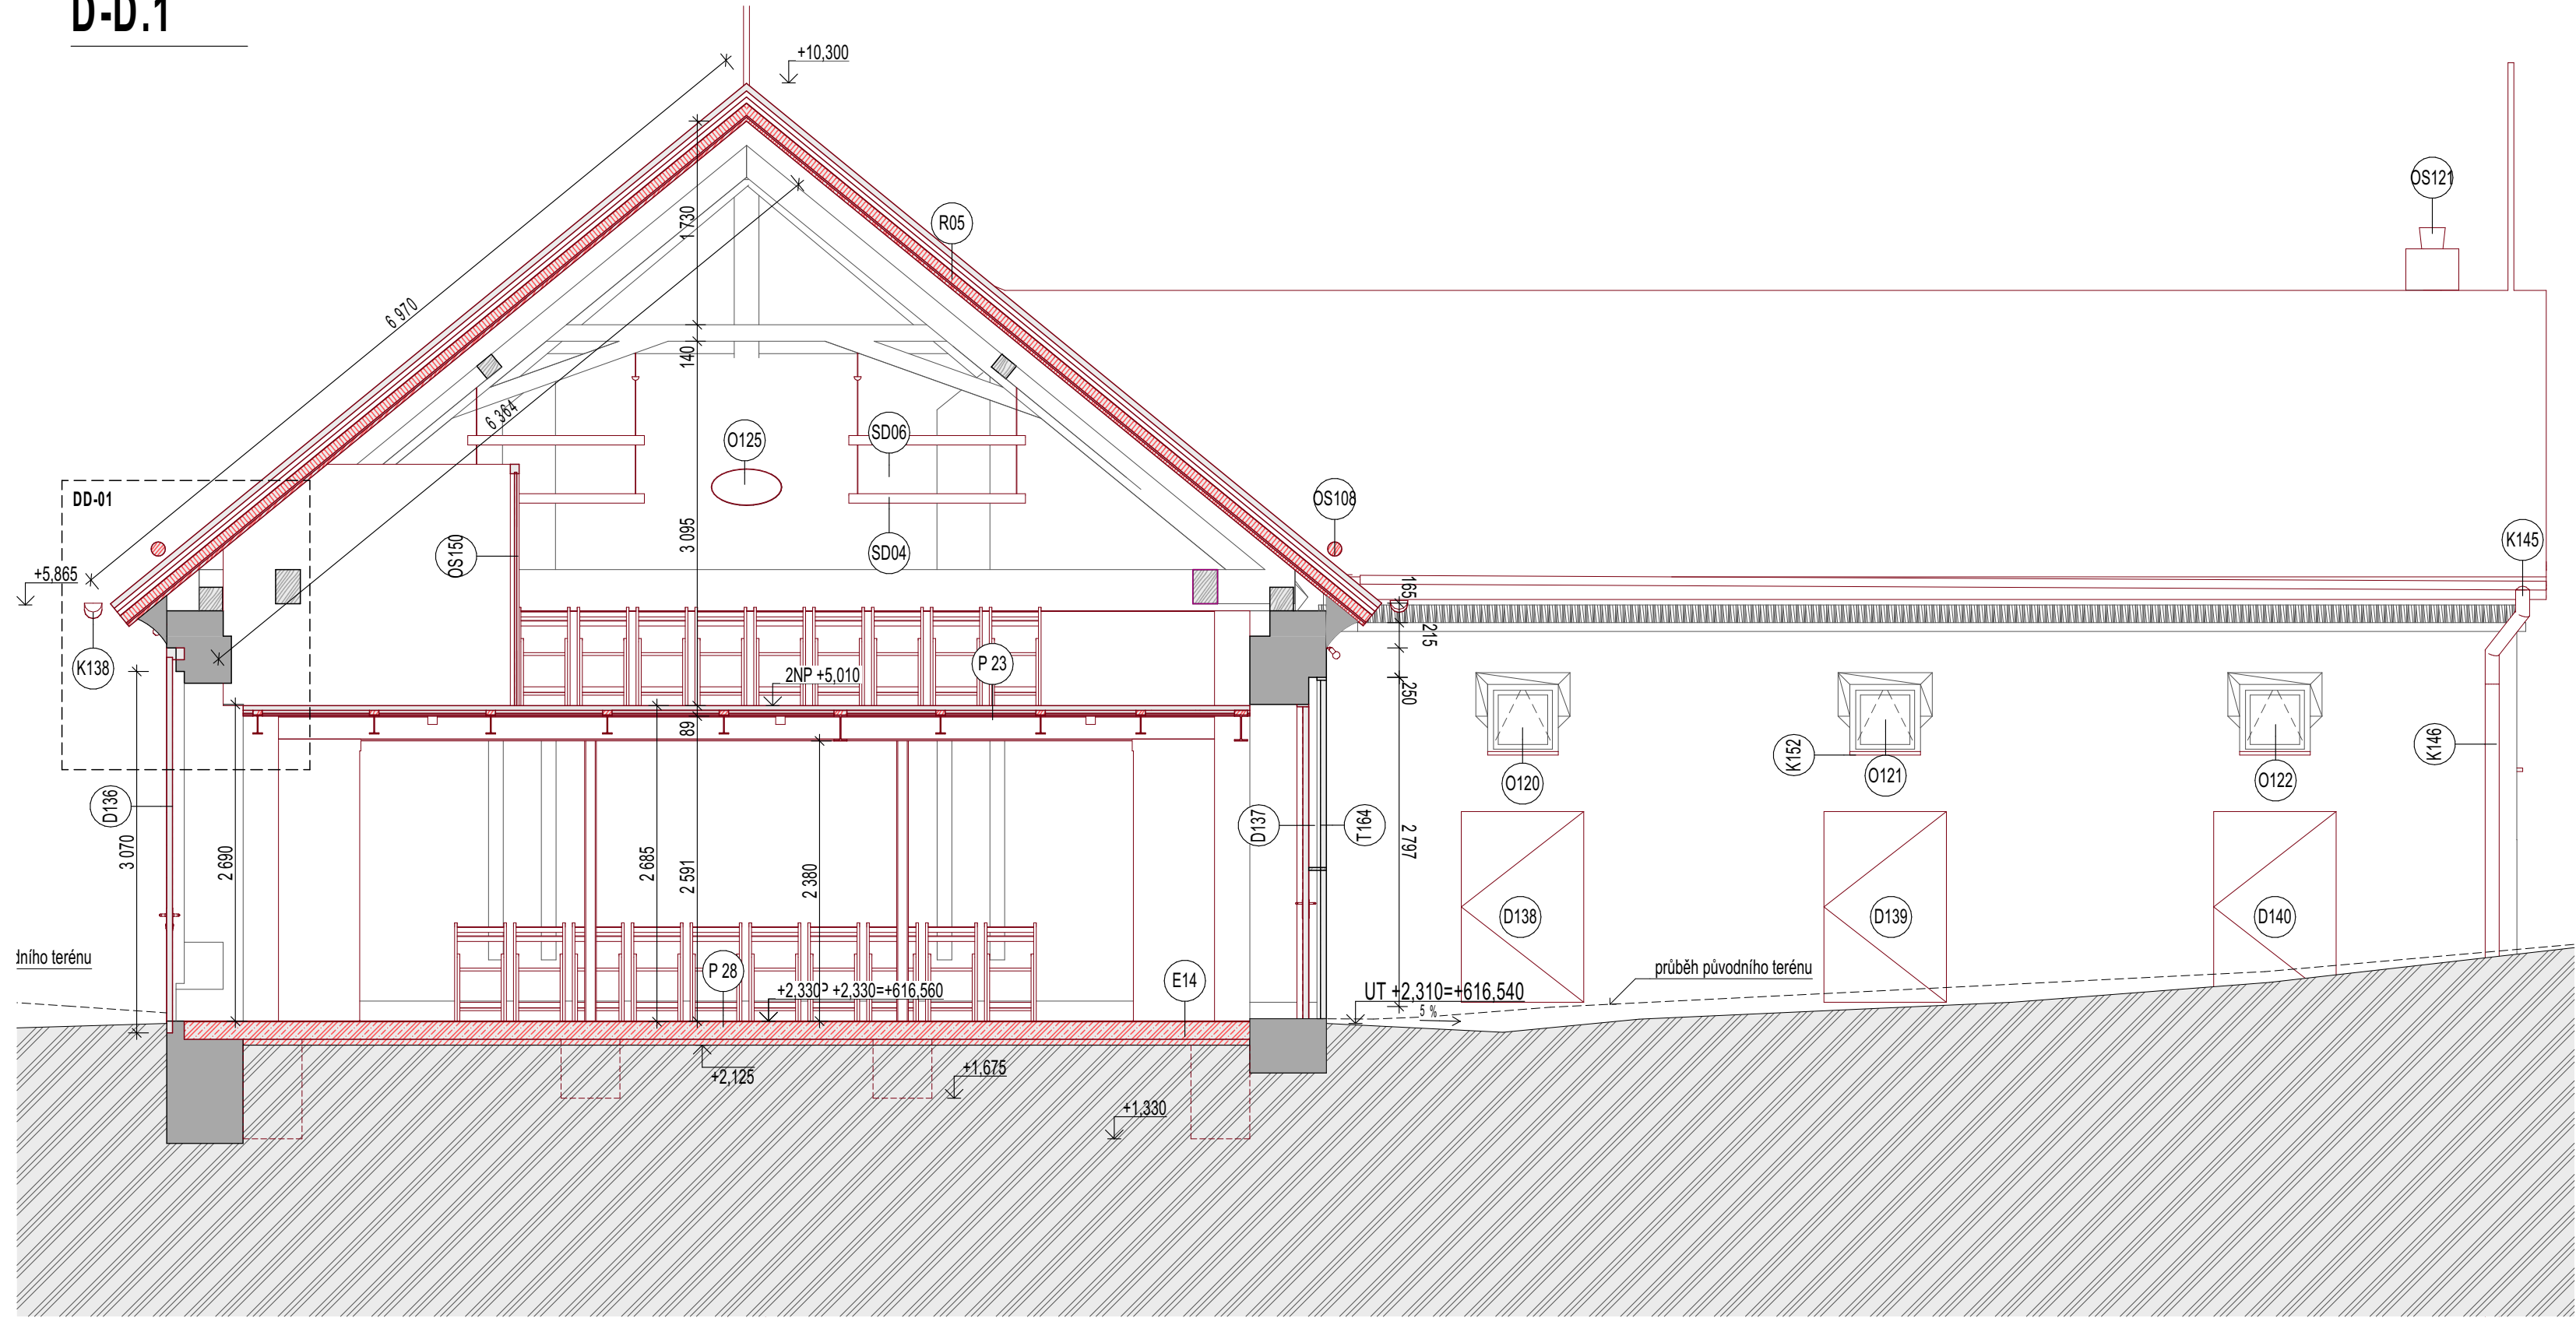 D-D.1
+10,300
OS121
R05
1 730
6 970
140
6 364
O125
SD06
DD-01
OS108
3 095
OS150
SD04
K145
+5,865
165
215
K138
P 23
2NP +5,010
250
89
K152
K146
O120
O121
O122
D136
D137
T164
3 070
2 690
2 685
2 591
2 380
2 797
D138
D139
D140
dního terénu
P 28
E14
průběh původního terénu
+2,330 P +2,330=+616,560
UT +2,310=+616,540
5 %
+2,125
+1,675
+1,330